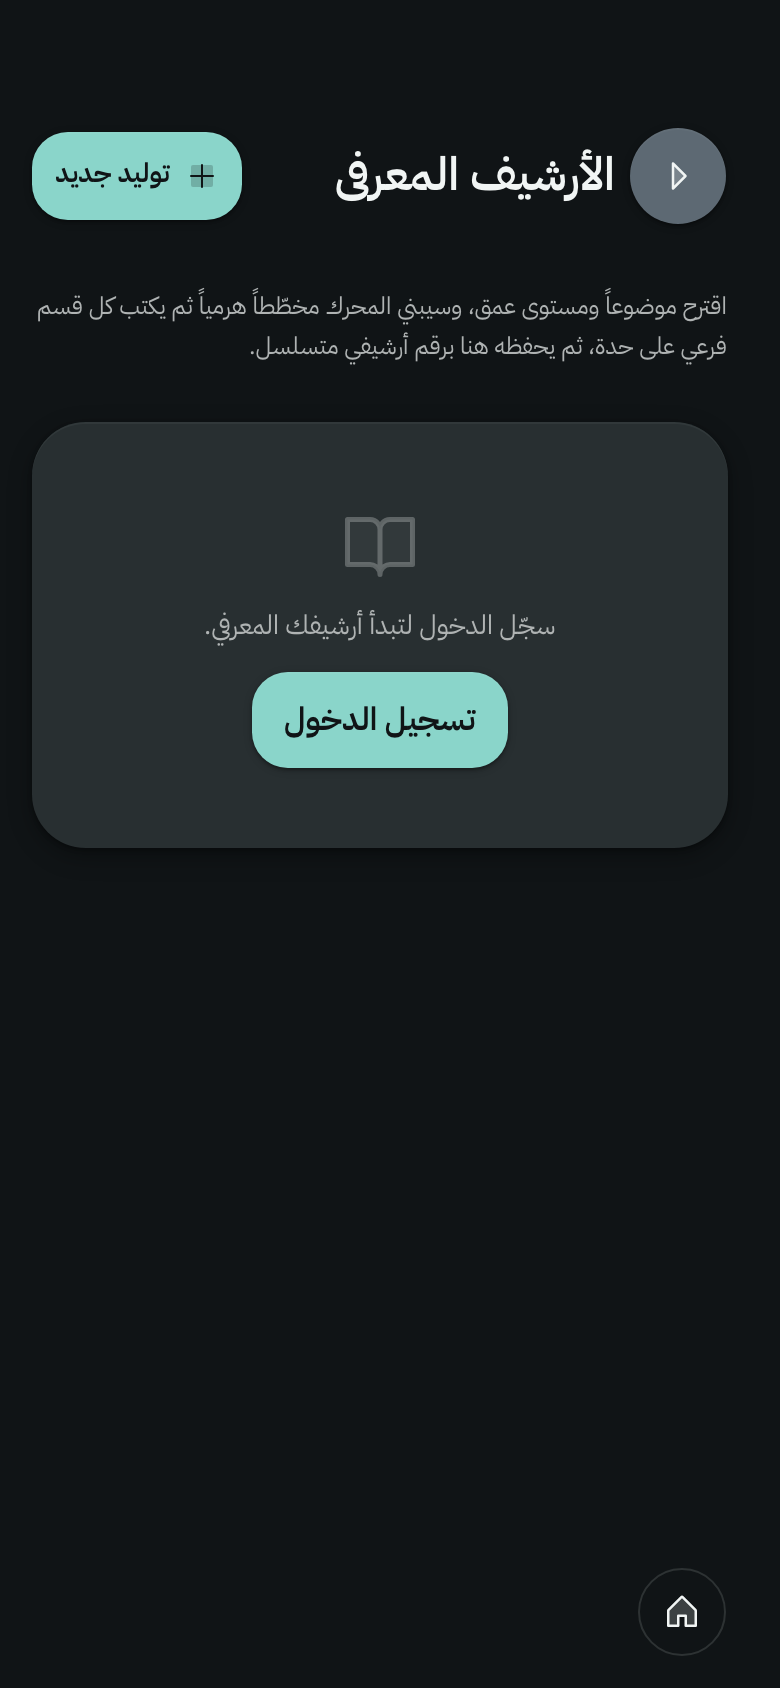 الأرشيف المعرفي
توليد جديد
اقترح موضوعاً ومستوى عمق، وسيبني المحرك مخطّطاً هرمياً ثم يكتب كل قسم
فرعي على حدة، ثم يحفظه هنا برقم أرشيفي متسلسل.
سجّل الدخول لتبدأ أرشيفك المعرفي.
تسجيل الدخول